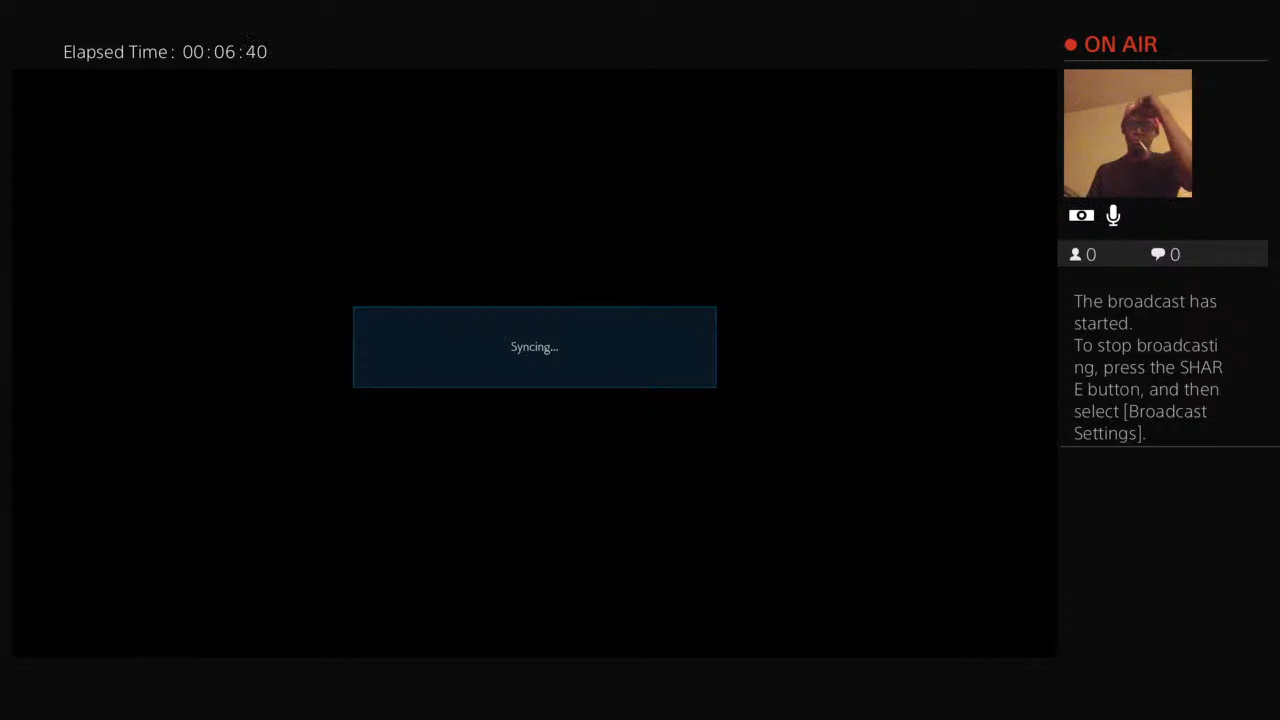 Elapsed Time: 00:06:40
ON AIR
0 0
The broadcast has
started.
To stop broadcasti
ng, press the SHAR
E button, and then
select [Broadcast
Settings].
Syncing...